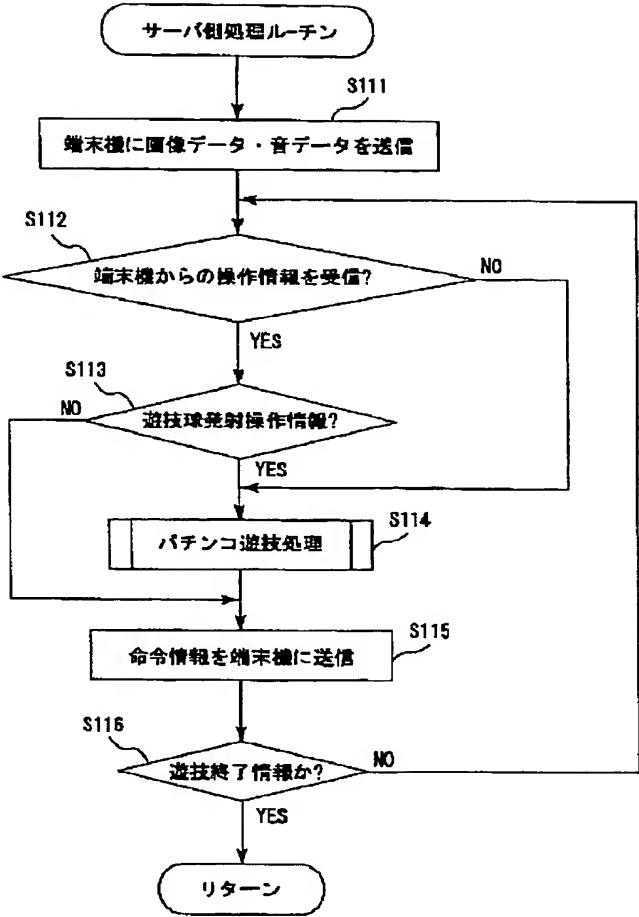 サーバ側処理ルーチン
S111
端末機に画像データ・音データを送信
S112
端末機からの操作情報を受信?
NO
YES
S113
遊技球発射操作情報?
NO
YES
パチンコ遊技処理
S114
命令情報を端末機に送信
S115
S116
遊技終了情報か?
NO
YES
リターン